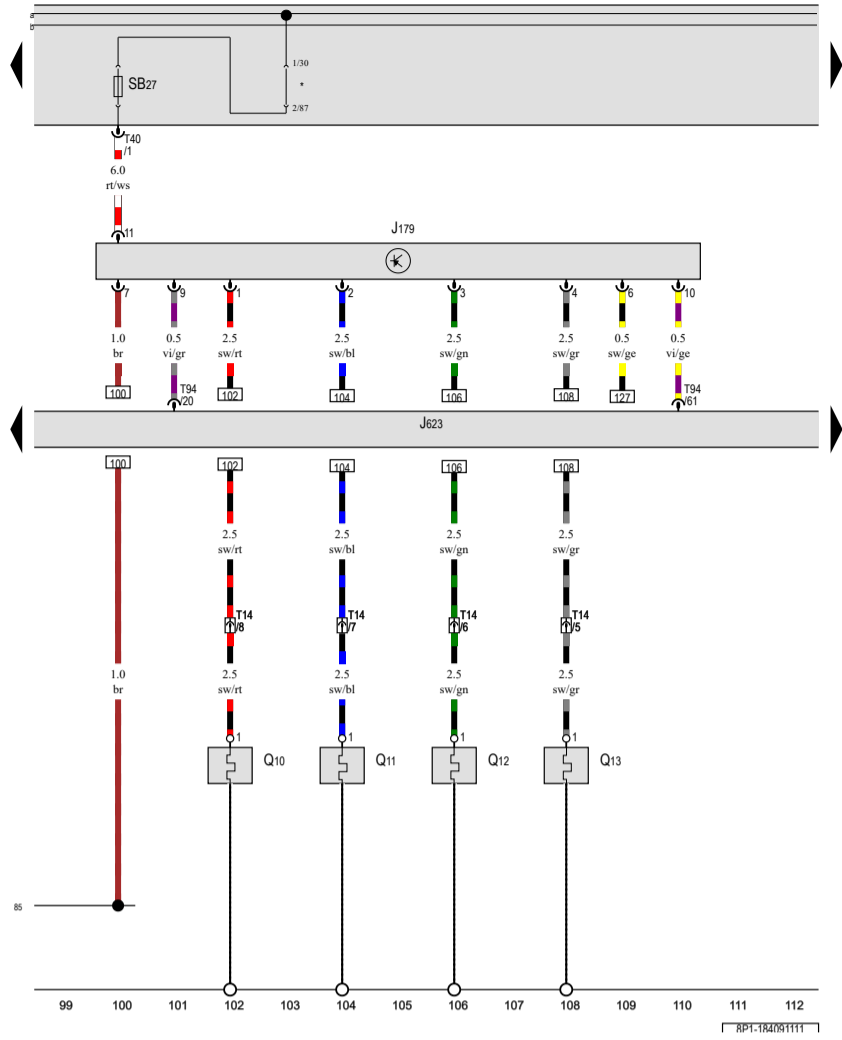 a
b
1/30
SB27
*
2/87
T40
/1
6.0
rt/ws
11
J179
7 9 1 2 3 4 6 10
1.0 0.5 2.5 2.5 2.5 2.5 0.5 0.5
br vi/gr sw/rt sw/bl sw/gn sw/gr sw/ge vi/ge
T94 T94
100 /20 102 104 106 108 127 /61
J623
100 102 104 106 108
2.5 2.5 2.5 2.5
sw/rt sw/bl sw/gn sw/gr
T14 T14 T14 T14
/8 /7 /6 /5
1.0 2.5 2.5 2.5 2.5
br sw/rt sw/bl sw/gn sw/gr
1 1 1 1
Q10 Q11 Q12 Q13
85
99 100 101 102 103 104 105 106 107 108 109 110 111 112
8P1-184091111